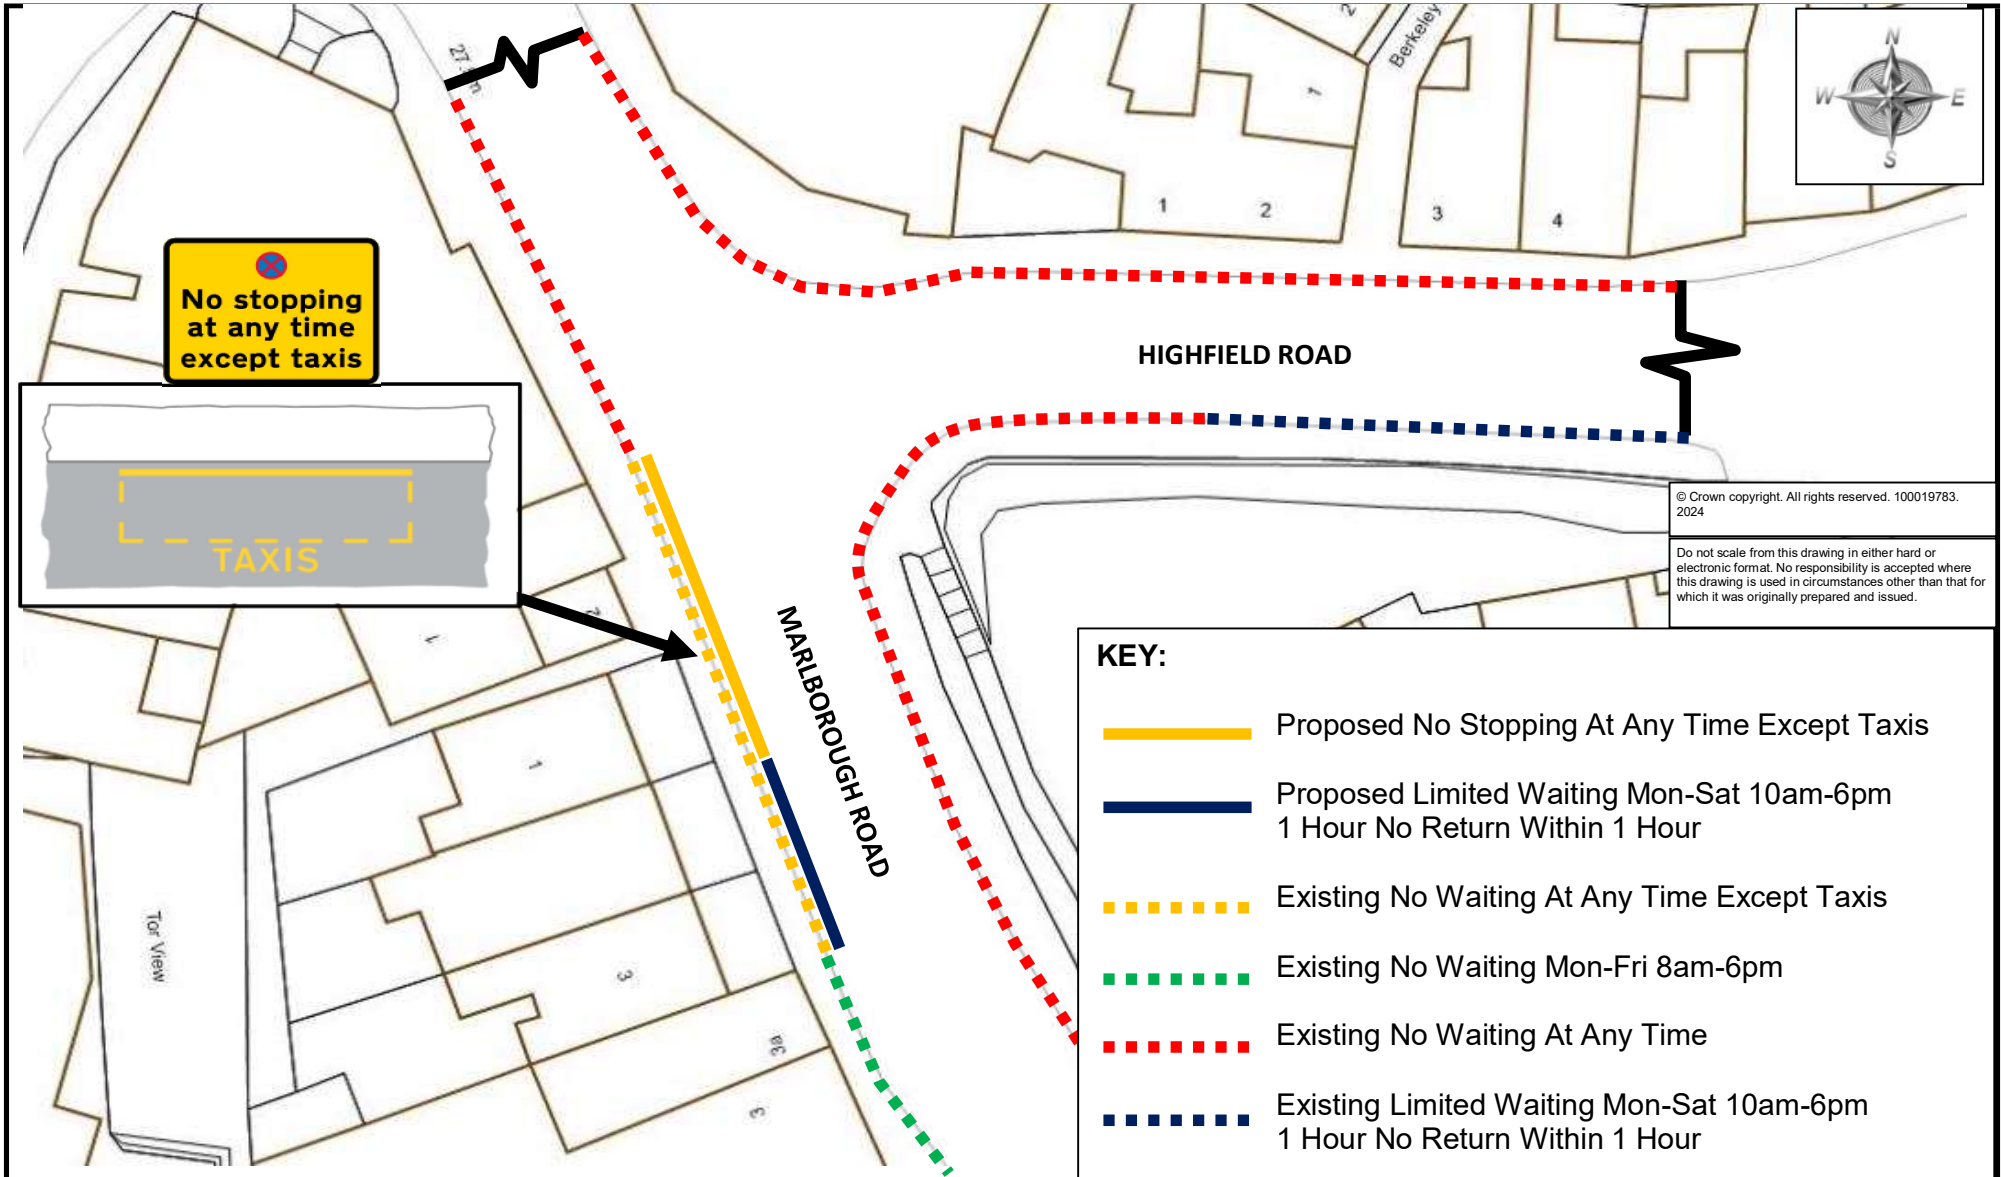 27
m
2
Berkeley
N
W
E
S
1
1
2
3
4
No stopping
at any time
except taxis
HIGHFIELD ROAD
TAXIS
© Crown copyright. All rights reserved. 100019783.
2024
Do not scale from this drawing in either hard or
electronic format. No responsibility is accepted where
this drawing is used in circumstances other than that for
which it was originally prepared and issued.
1
2
MARLBOROUGH ROAD
1
3
3a
3
Tor View
KEY:
Proposed No Stopping At Any Time Except Taxis
Proposed Limited Waiting Mon-Sat 10am-6pm
1 Hour No Return Within 1 Hour
Existing No Waiting At Any Time Except Taxis
Existing No Waiting Mon-Fri 8am-6pm
Existing No Waiting At Any Time
Existing Limited Waiting Mon-Sat 10am-6pm
1 Hour No Return Within 1 Hour